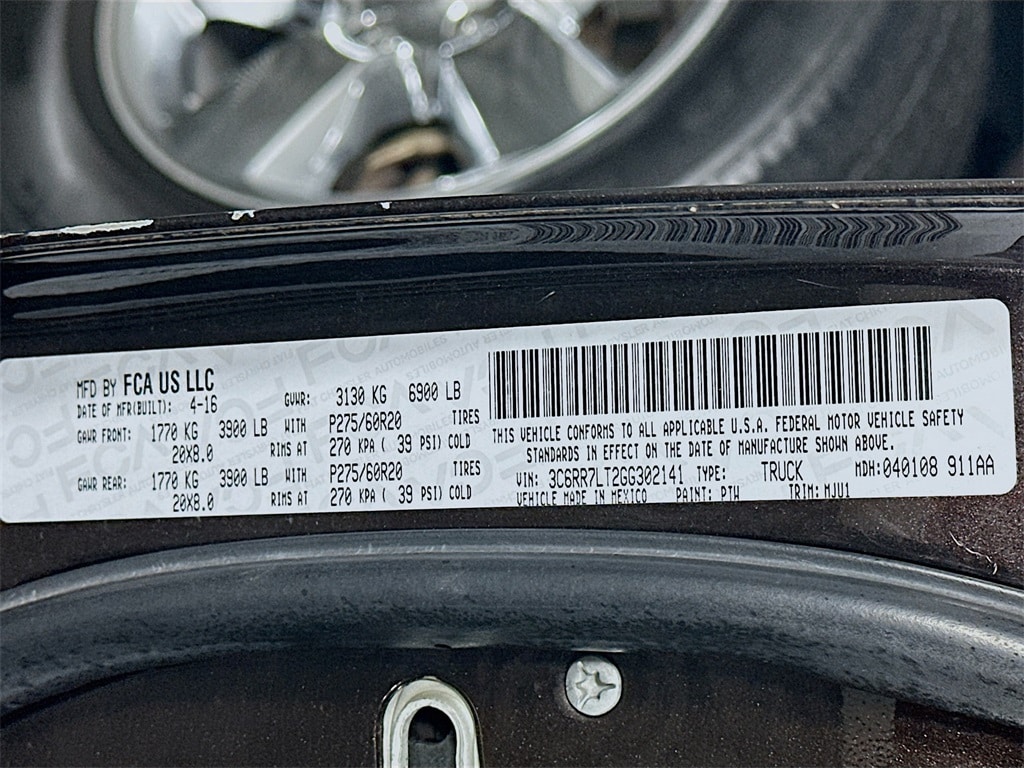 MFD BY FCA US LLC
DATE OF MFR(BUILT): 4-16
GVWR: 3130 KG 6900 LB
GAWR FRONT: 1770 KG 3900 LB WITH P275/60R20 TIRES
20X8.0 RIMS AT 270 KPA ( 39 PSI) COLD
GAWR REAR: 1770 KG 3900 LB WITH P275/60R20 TIRES
20X8.0 RIMS AT 270 KPA ( 39 PSI) COLD
THIS VEHICLE CONFORMS TO ALL APPLICABLE U.S.A. FEDERAL MOTOR VEHICLE SAFETY
STANDARDS IN EFFECT ON THE DATE OF MANUFACTURE SHOWN ABOVE.
VIN: 3C6RR7LT2GG302141 TYPE: TRUCK MDH:040108 911AA
VEHICLE MADE IN MEXICO PAINT: PTW TRIM: MJV1